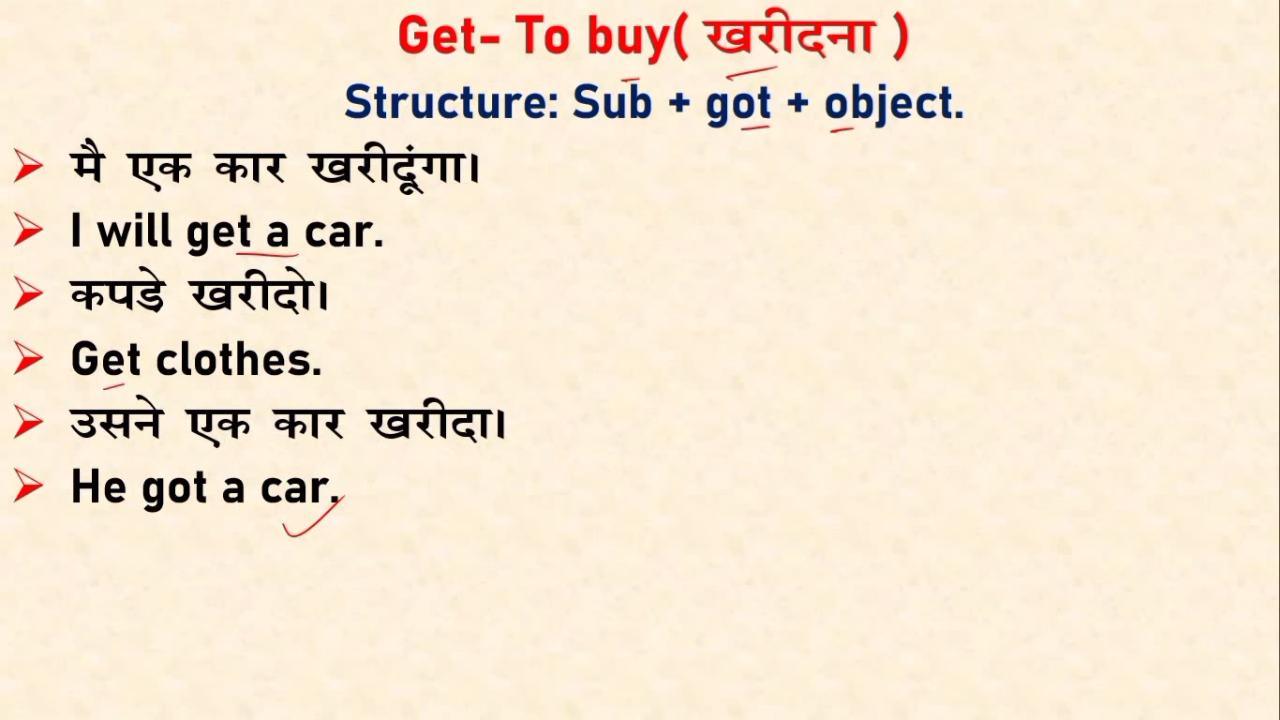 Get- To buy( खरीदना )
Structure: Sub + got + object.
➢ मै एक कार खरीदूंगा।
➢ I will get a car.
➢ कपडे खरीदो।
➢ Get clothes.
➢ उसने एक कार खरीदा।
➢ He got a car.